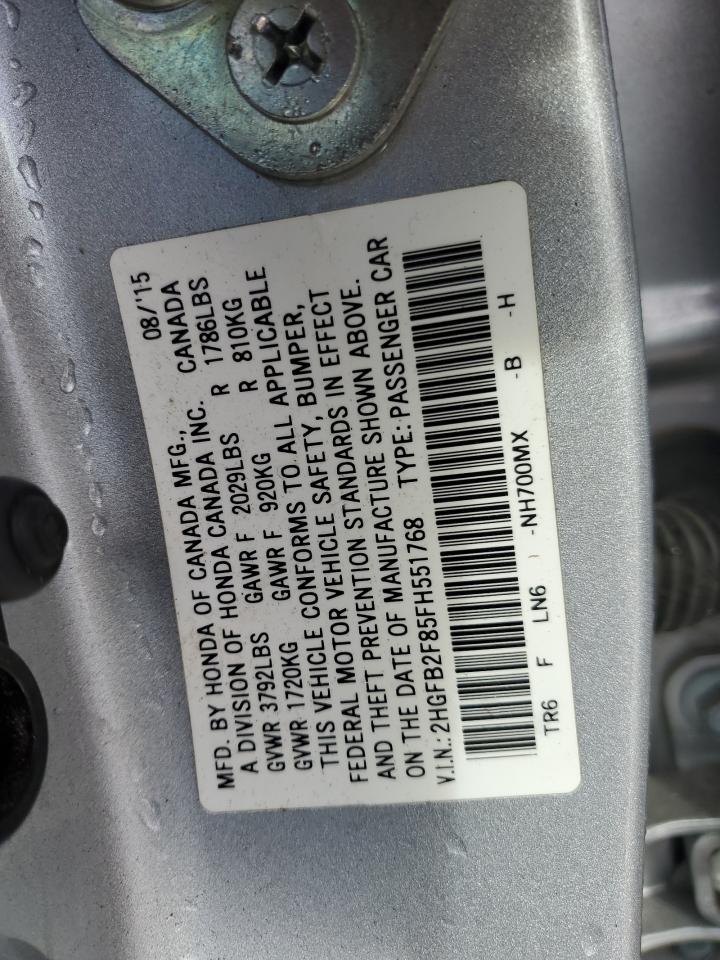 MFD. BY HONDA OF CANADA MFG., 08/'15
A DIVISION OF HONDA CANADA INC. CANADA
GVWR 3792LBS GAWR F 2029LBS R 1786LBS
GVWR 1720KG GAWR F 920KG R 810KG
THIS VEHICLE CONFORMS TO ALL APPLICABLE
FEDERAL MOTOR VEHICLE SAFETY, BUMPER,
AND THEFT PREVENTION STANDARDS IN EFFECT
ON THE DATE OF MANUFACTURE SHOWN ABOVE.
V.I.N.: 2HGFB2F85FH551768 TYPE: PASSENGER CAR
TR6 F LN6 -NH700MX -B -H